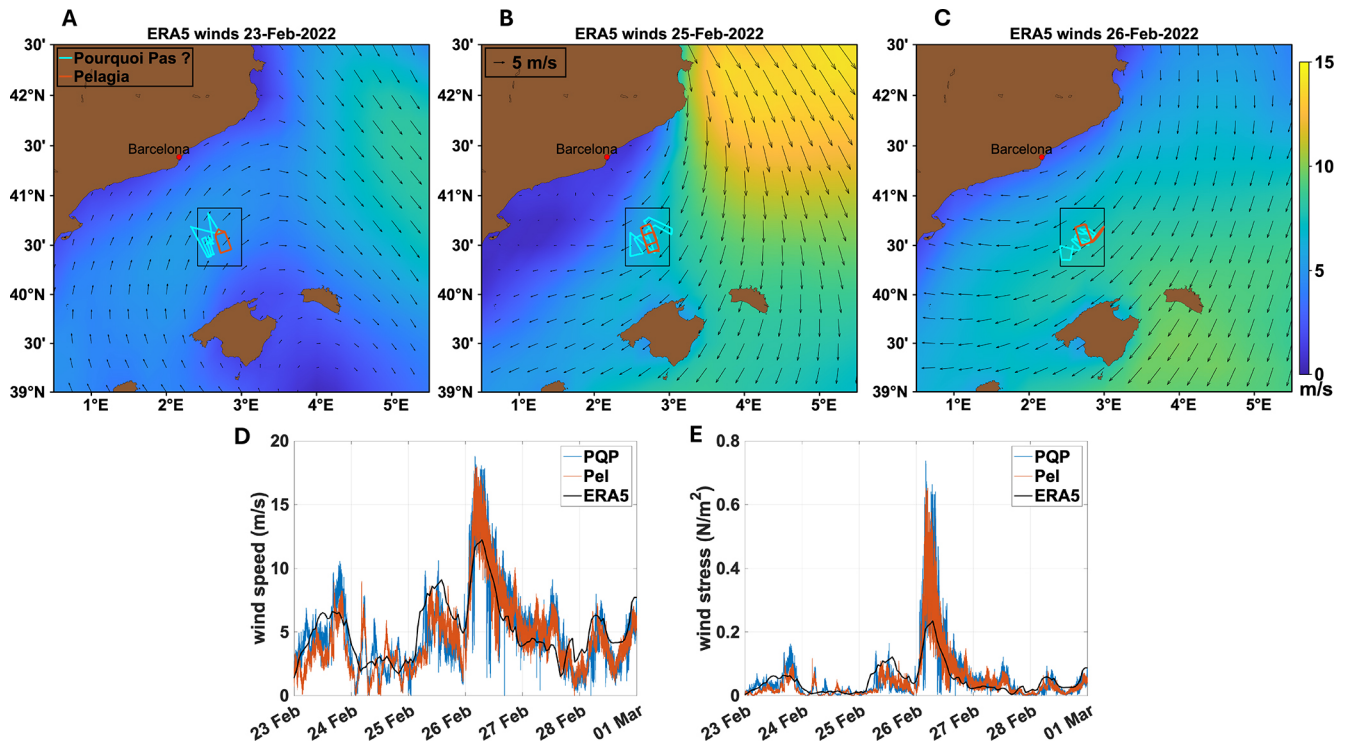 A
ERA5 winds 23-Feb-2022
Pourquoi Pas ?
Pelagia
Barcelona
30'
42°N
30'
41°N
30'
40°N
30'
39°N
1°E
2°E
3°E
4°E
5°E
B
ERA5 winds 25-Feb-2022
5 m/s
Barcelona
30'
42°N
30'
41°N
30'
40°N
30'
39°N
1°E
2°E
3°E
4°E
5°E
C
ERA5 winds 26-Feb-2022
Barcelona
30'
42°N
30'
41°N
30'
40°N
30'
39°N
1°E
2°E
3°E
4°E
5°E
15
10
5
0
m/s
D
wind speed (m/s)
20
15
10
5
0
PQP
Pel
ERA5
23 Feb
24 Feb
25 Feb
26 Feb
27 Feb
28 Feb
01 Mar
E
wind stress (N/m²)
0.8
0.6
0.4
0.2
0
PQP
Pel
ERA5
23 Feb
24 Feb
25 Feb
26 Feb
27 Feb
28 Feb
01 Mar